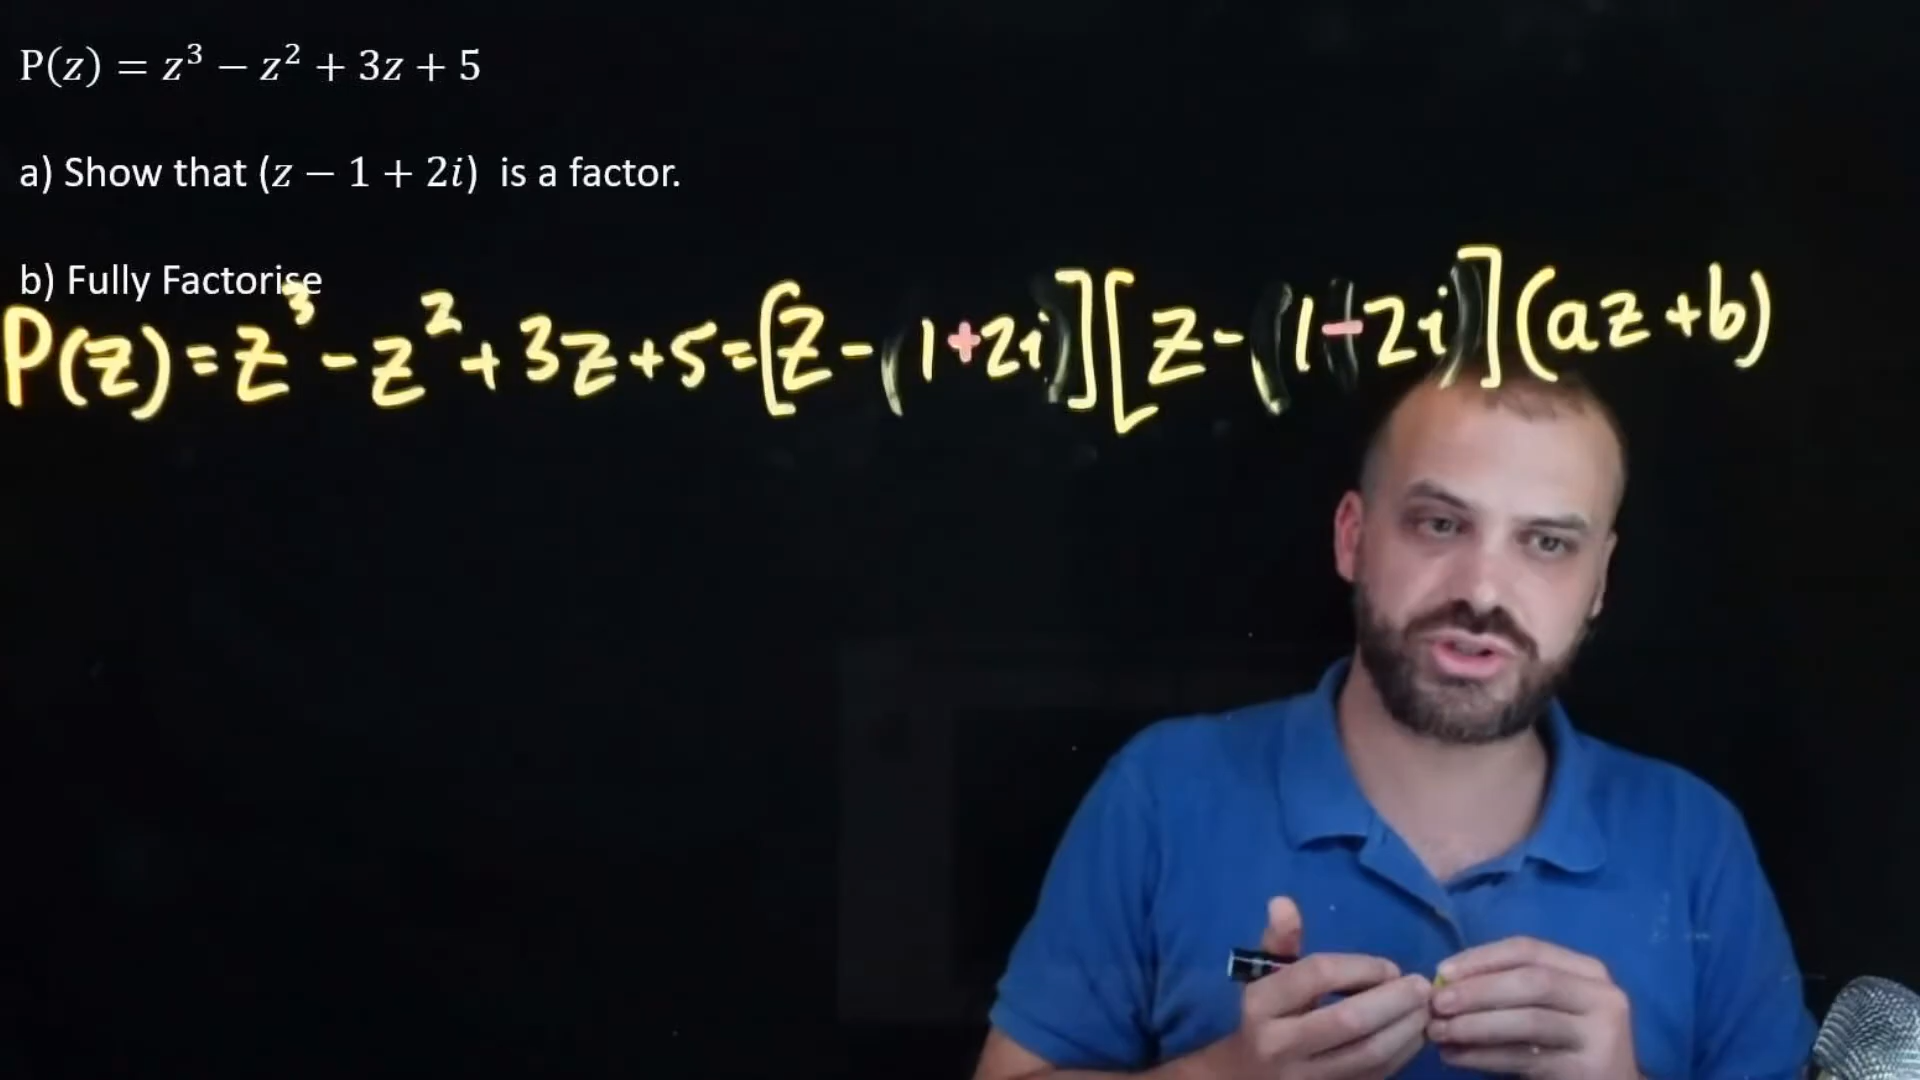 P(z) = z³ − z² + 3z + 5
a) Show that (z − 1 + 2i) is a factor.
b) Fully Factorise
P(z) = z³ - z² + 3z + 5 = [z - 1 + 2i][z - 1 - 2i](az + b)